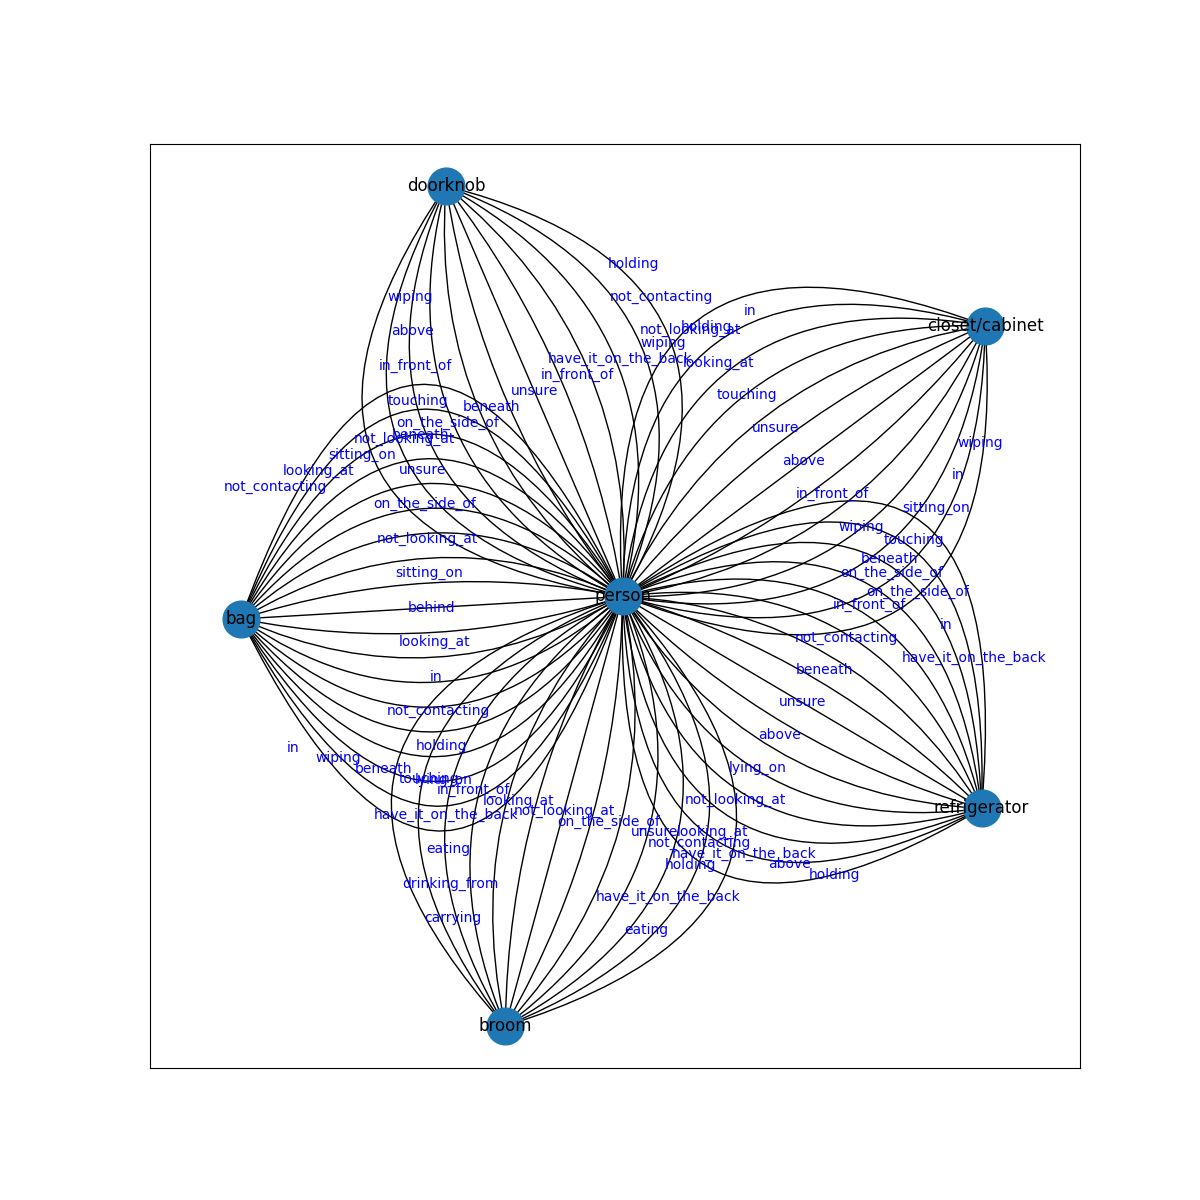 doorknob
holding
wiping
not_contacting
in
above
not_looking_at
holding
closet/cabinet
wiping
in_front_of
have_it_on_the_back
looking_at
in_front_of
unsure
touching
touching
beneath
on_the_side_of
unsure
beneath
not_looking_at
wiping
sitting_on
above
looking_at
unsure
in
not_contacting
in_front_of
on_the_side_of
sitting_on
wiping
not_looking_at
touching
beneath
sitting_on
on_the_side_of
on_the_side_of
person
in_front_of
behind
bag
in
looking_at
not_contacting
have_it_on_the_back
in
beneath
unsure
not_contacting
above
holding
in
wiping
beneath
lying_on
touching
lying_on
in_front_of
looking_at
not_looking_at
refrigerator
have_it_on_the_back
not_looking_at
on_the_side_of
unsure
looking_at
not_contacting
eating
have_it_on_the_back
holding
above
holding
drinking_from
have_it_on_the_back
carrying
eating
broom